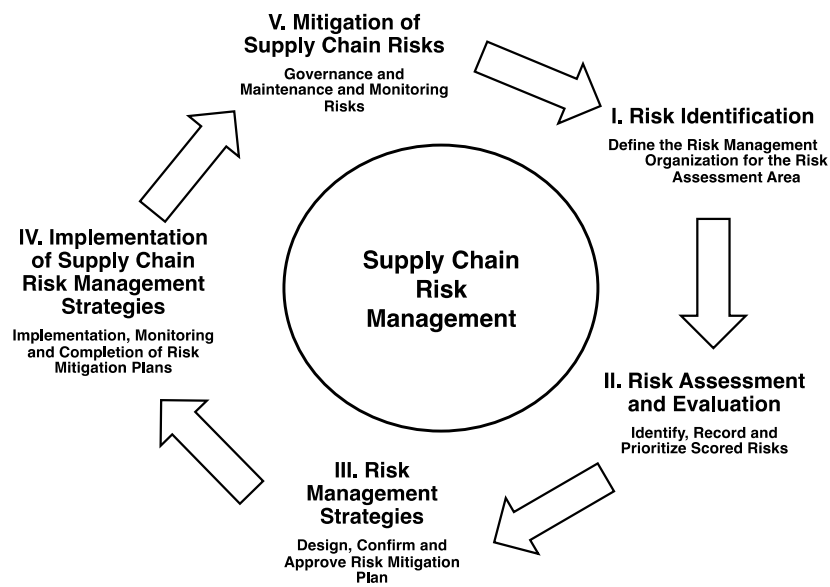 V. Mitigation of
Supply Chain Risks
Governance and
Maintenance and Monitoring
Risks
I. Risk Identification
Define the Risk Management
Organization for the Risk
Assessment Area
II. Risk Assessment
and Evaluation
Identify, Record and
Prioritize Scored Risks
III. Risk
Management
Strategies
Design, Confirm and
Approve Risk Mitigation
Plan
IV. Implementation
of Supply Chain
Risk Management
Strategies
Implementation, Monitoring
and Completion of Risk
Mitigation Plans
Supply Chain
Risk
Management